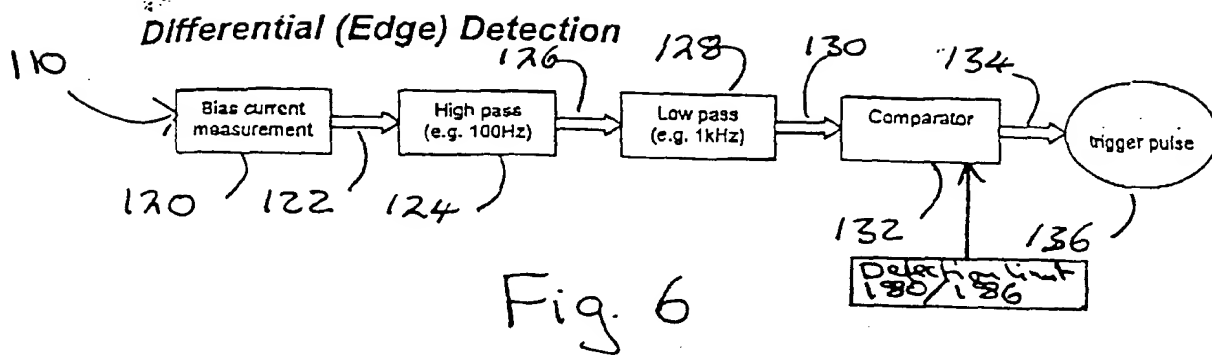 Differential (Edge) Detection
110
126
128
130
134
Bias current
measurement
High pass
(e.g. 100Hz)
Low pass
(e.g. 1kHz)
Comparator
trigger pulse
120
122
124
132
136
Detection limit
180/186
Fig. 6